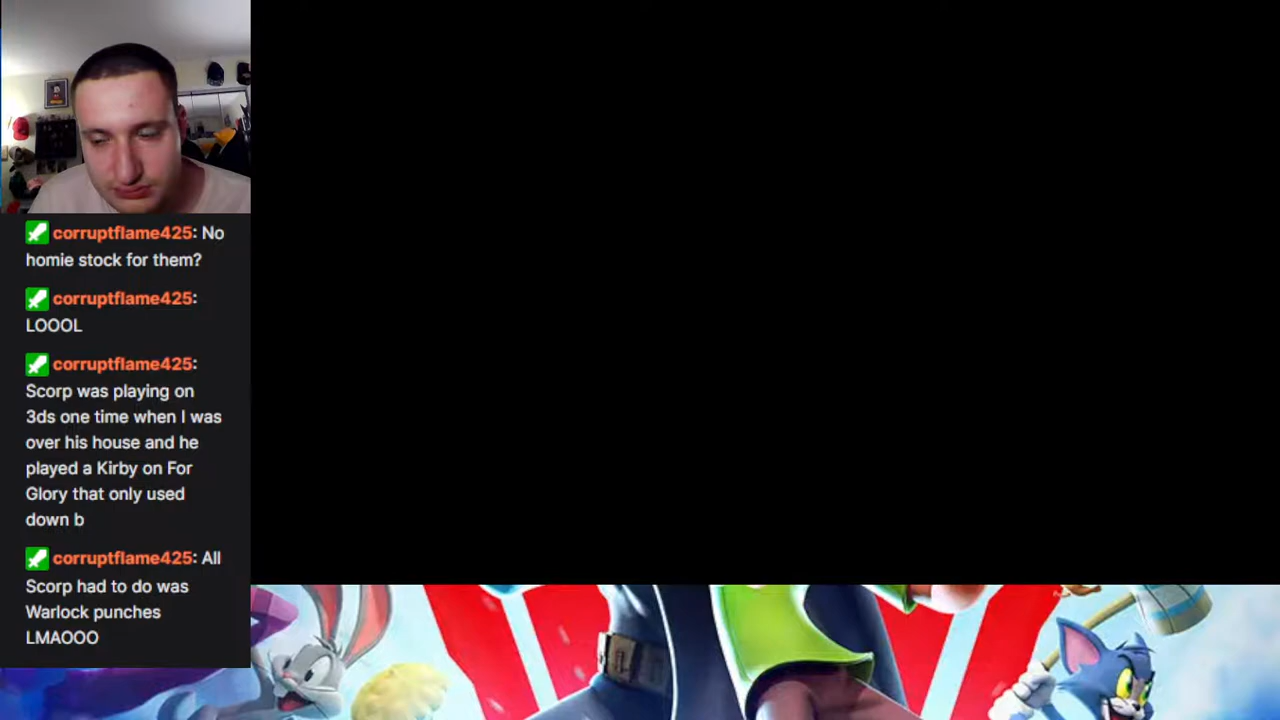 corruptflame425: No
homie stock for them?
corruptflame425:
LOOOL
corruptflame425:
Scorp was playing on
3ds one time when I was
over his house and he
played a Kirby on For
Glory that only used
down b
corruptflame425: All
Scorp had to do was
Warlock punches
LMAOOO